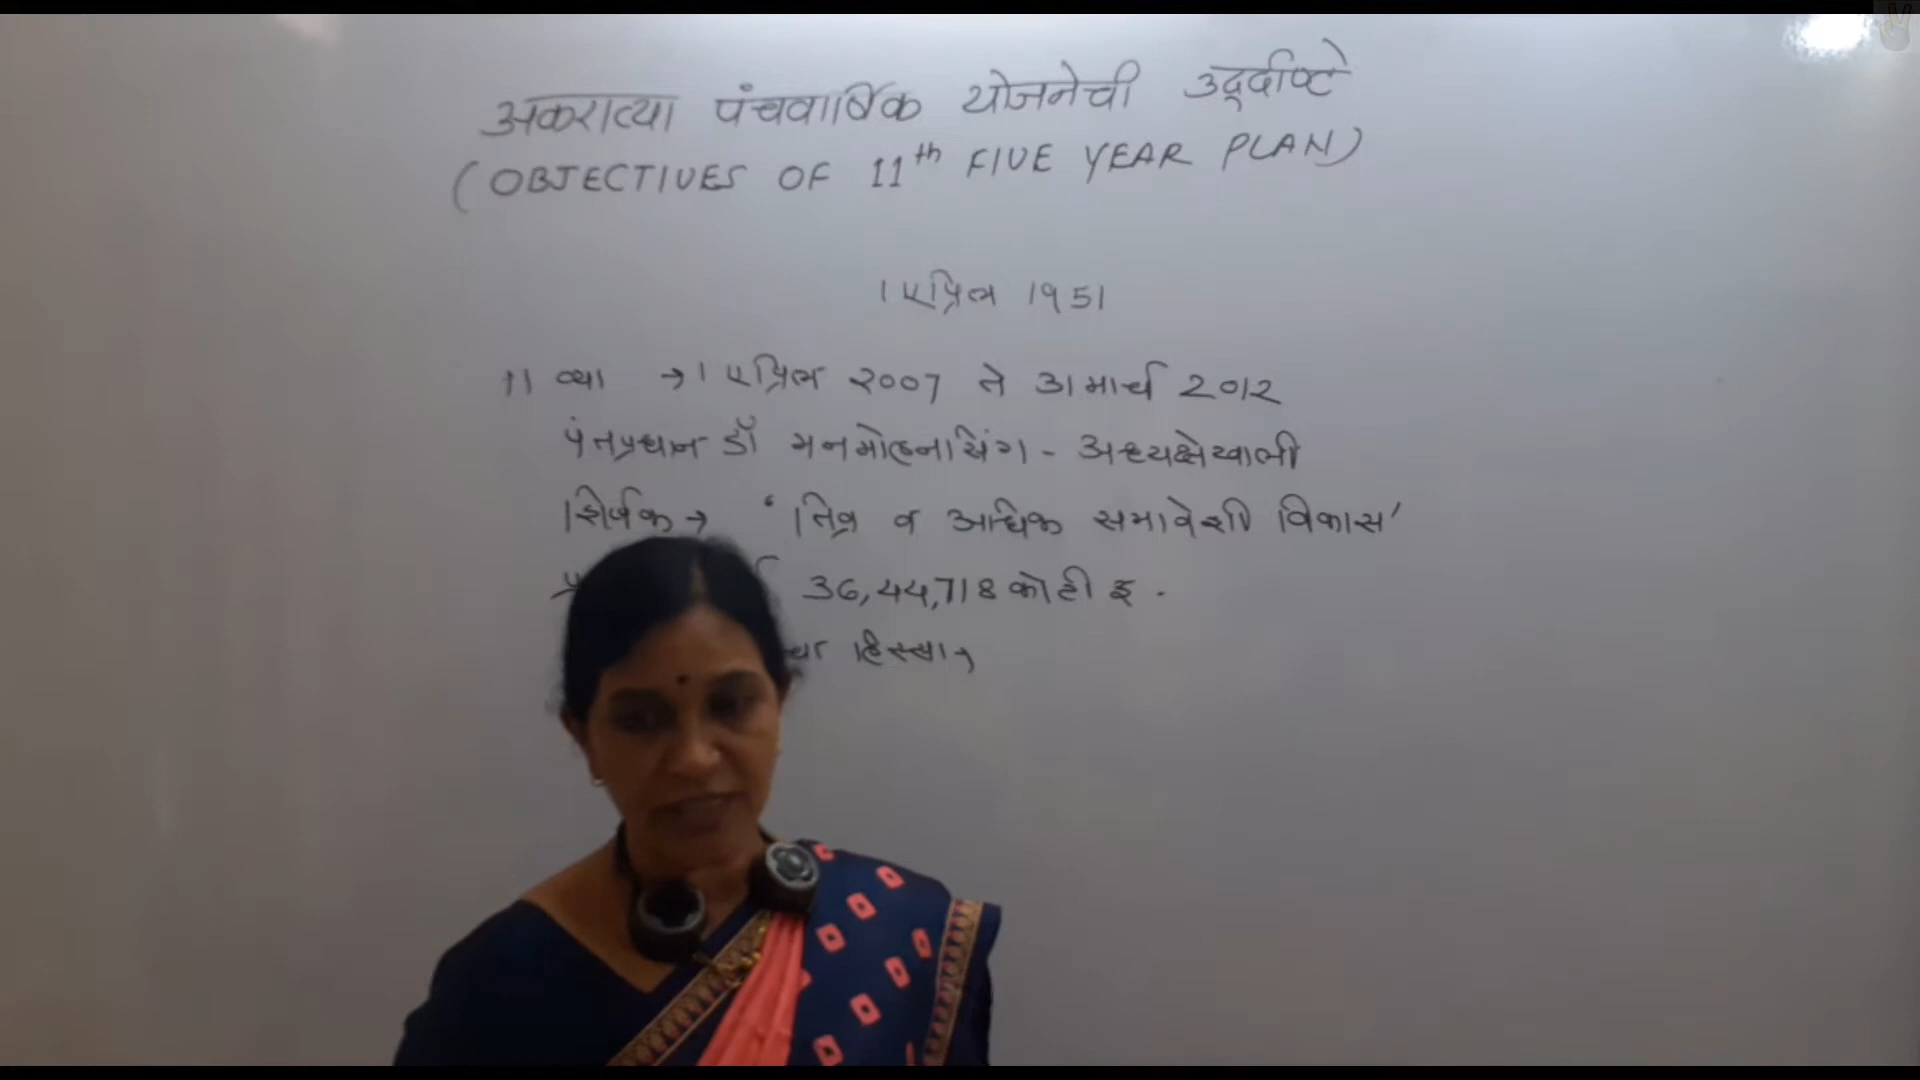 अकराव्या पंचवार्षिक योजनेची उद्दीष्टे
(OBJECTIVES OF 11th FIVE YEAR PLAN)
1 एप्रिल 1951
11 व्या → 1 एप्रिल 2007 ते 31 मार्च 2012
पंतप्रधान डॉ मनमोहनसिंग - अध्यक्षेखाली
शिर्षक → 'तिव्र व अधिक समावेशी विकास'
36,44,718 कोटी रु.
हिस्सा →